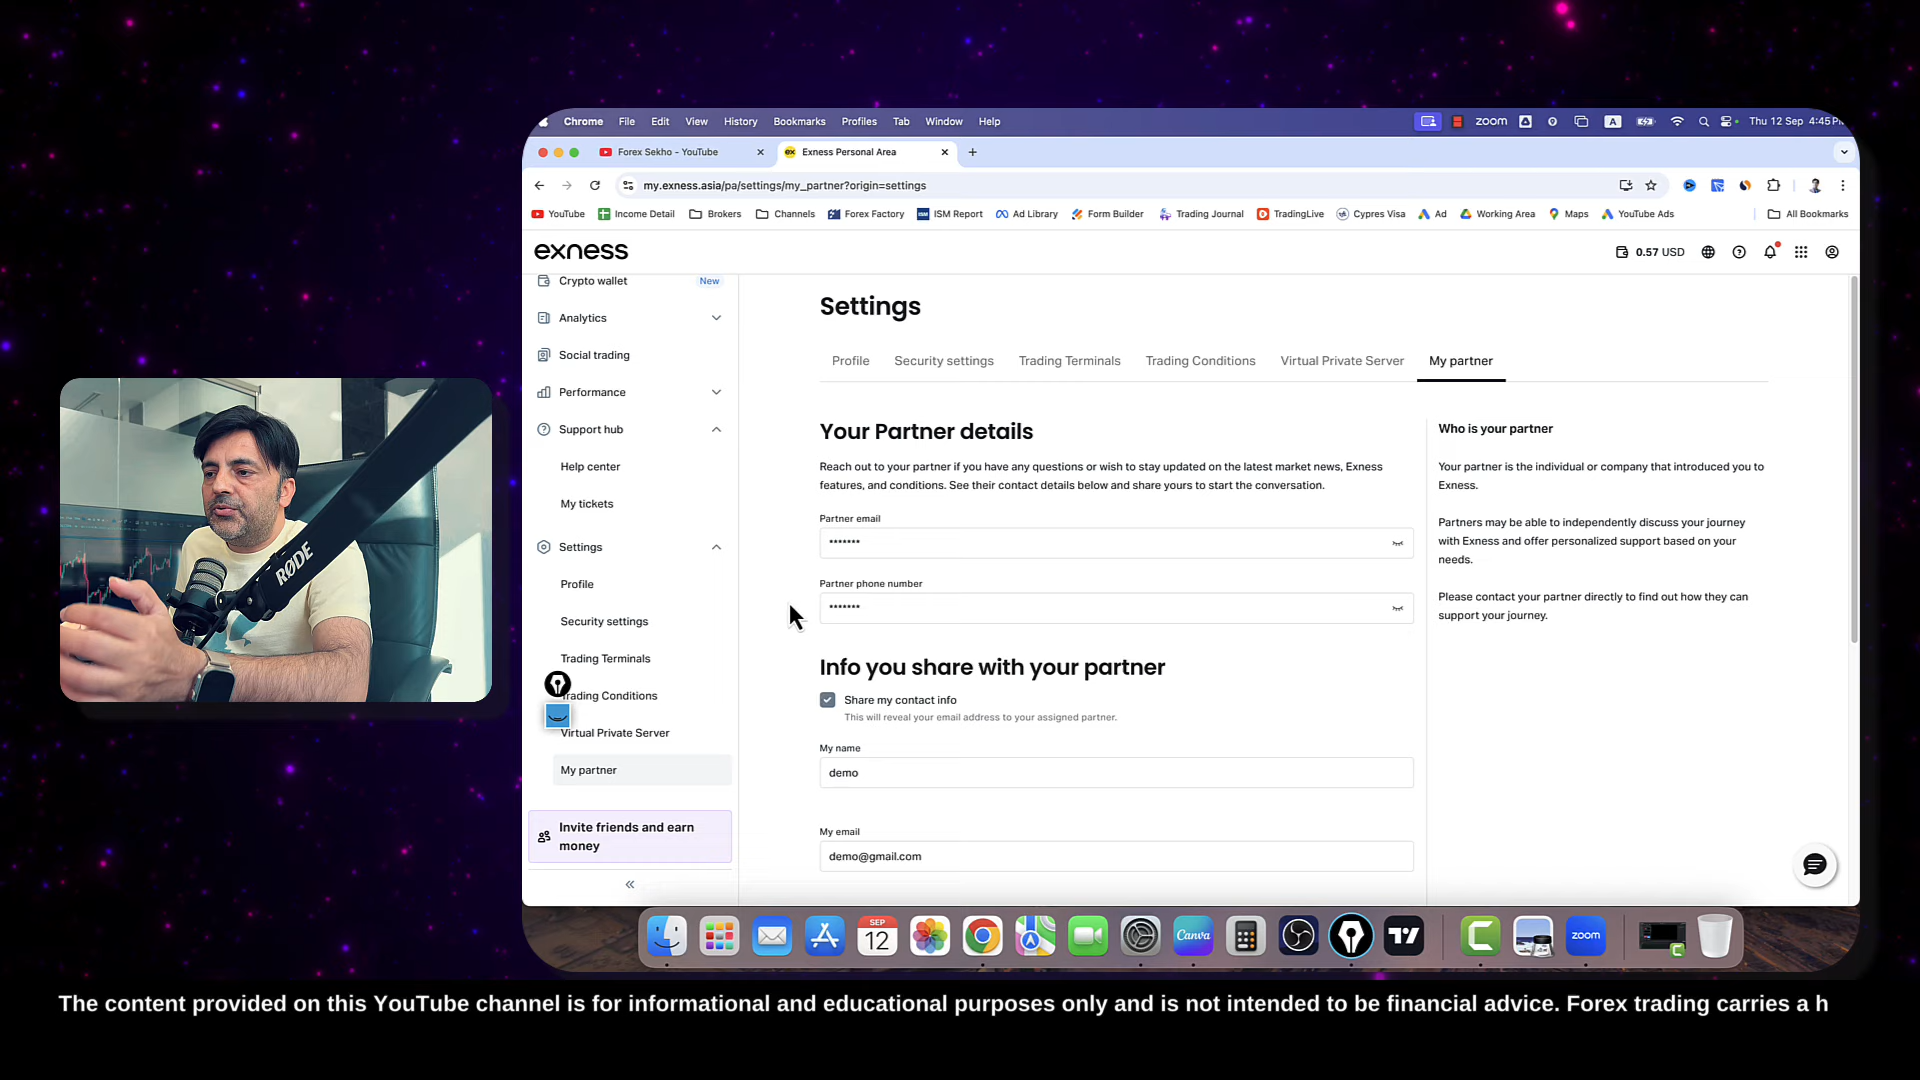 Chrome File Edit View History Bookmarks Profiles Tab Window Help
zoom A Thu 12 Sep 4:45
Forex Sekho - YouTube
Exness Personal Area
my.exness.asia/pa/settings/my_partner?origin=settings
YouTube Income Detail Brokers Channels Forex Factory ISM Report Ad Library Form Builder Trading Journal TradingLive Cypres Visa Ad Working Area Maps YouTube Ads All Bookmarks
exness
0.57 USD
Crypto wallet New
Analytics
Social trading
Performance
Support hub
Help center
My tickets
Settings
Profile
Security settings
Trading Terminals
rading Conditions
Virtual Private Server
My partner
Invite friends and earn
money
Settings
Profile Security settings Trading Terminals Trading Conditions Virtual Private Server My partner
Your Partner details
Reach out to your partner if you have any questions or wish to stay updated on the latest market news, Exness
features, and conditions. See their contact details below and share yours to start the conversation.
Partner email
*******
Partner phone number
*******
Info you share with your partner
Share my contact info
This will reveal your email address to your assigned partner.
My name
demo
My email
demo@gmail.com
Who is your partner
Your partner is the individual or company that introduced you to
Exness.
Partners may be able to independently discuss your journey
with Exness and offer personalized support based on your
needs.
Please contact your partner directly to find out how they can
support your journey.
RØDE
SEP
12
Canva
zoom
The content provided on this YouTube channel is for informational and educational purposes only and is not intended to be financial advice. Forex trading carries a h